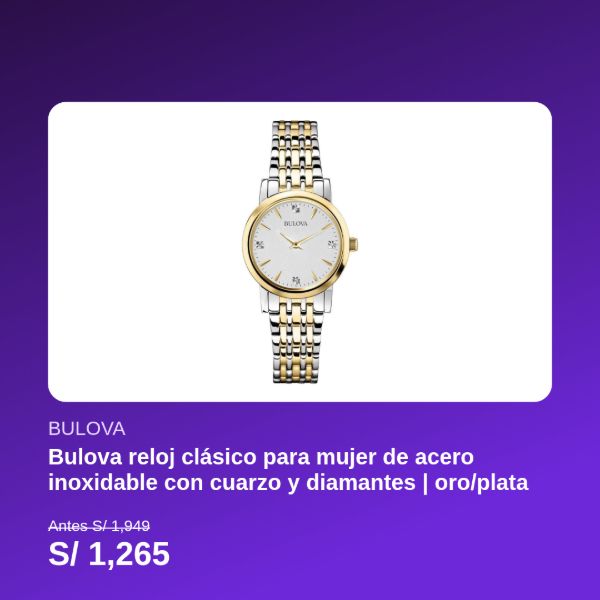 BULOVA
BULOVA
Bulova reloj clásico para mujer de acero
inoxidable con cuarzo y diamantes | oro/plata
Antes S/ 1,949
S/ 1,265